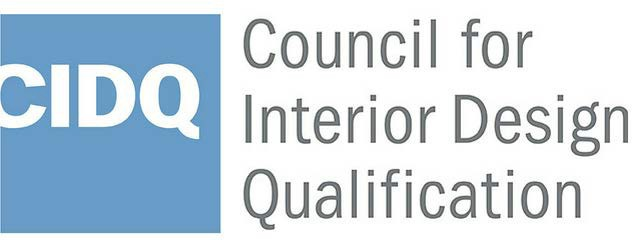 CIDQ
Council for
Interior Design
Qualification